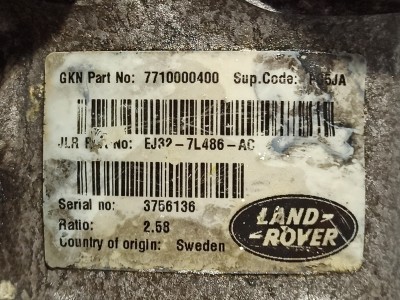 GKN Part No: 7710000400 Sup.Code:
JLR Part No: EJ32-7L486-AC
Serial no: 3756136
Ratio: 2.58
Country of origin: Sweden
LAND-
-ROVER